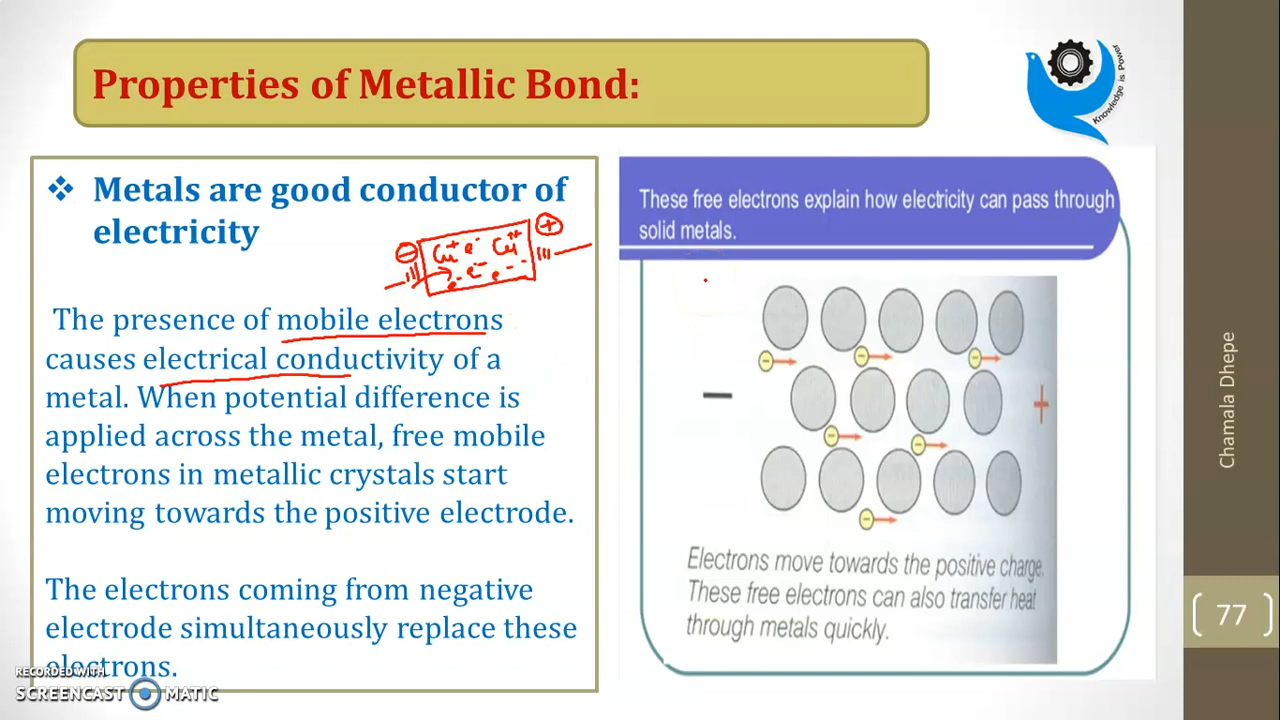 Properties of Metallic Bond:
Knowledge is Power
❖ Metals are good conductor of
electricity
− +
Cu+ e- Cu++
e- e- e-
The presence of mobile electrons
causes electrical conductivity of a
metal. When potential difference is
applied across the metal, free mobile
electrons in metallic crystals start
moving towards the positive electrode.
The electrons coming from negative
electrode simultaneously replace these
electrons.
These free electrons explain how electricity can pass through
solid metals.
− − −
− +
− −
−
Electrons move towards the positive charge.
These free electrons can also transfer heat
through metals quickly.
Chamala Dhepe
77
RECORDED WITH
SCREENCAST MATIC